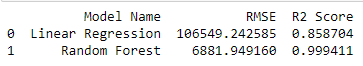 Model Name RMSE R2 Score
0 Linear Regression 106549.242585 0.858704
1 Random Forest 6881.949160 0.999411